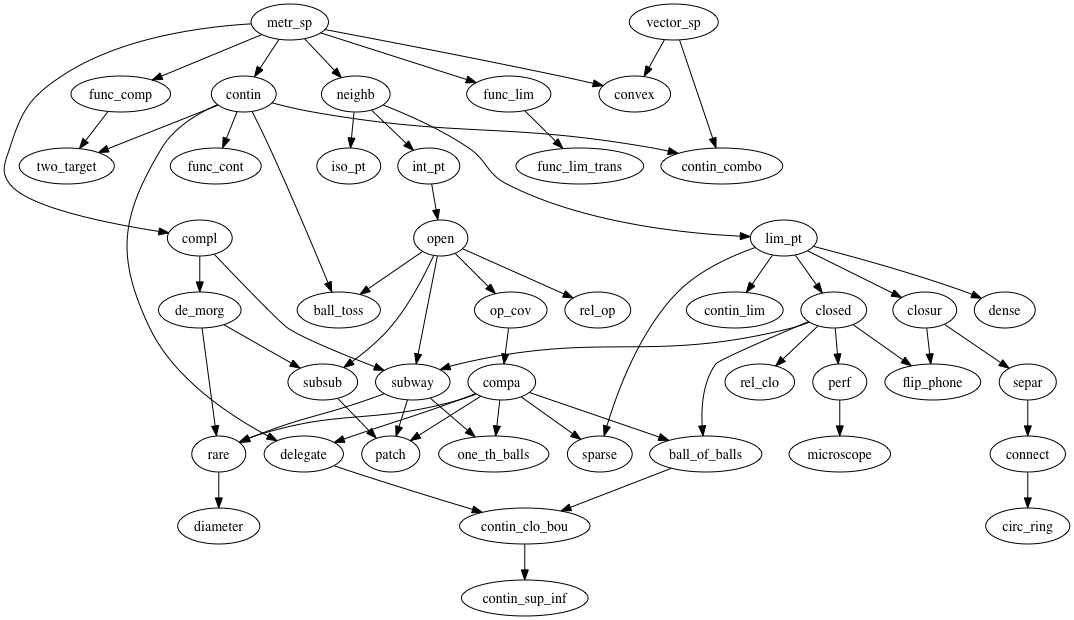 metr_sp
vector_sp
func_comp
contin
neighb
func_lim
convex
two_target
func_cont
iso_pt
int_pt
func_lim_trans
contin_combo
compl
open
lim_pt
de_morg
ball_toss
op_cov
rel_op
contin_lim
closed
closur
dense
subsub
subway
compa
rel_clo
perf
flip_phone
separ
rare
delegate
patch
one_th_balls
sparse
ball_of_balls
microscope
connect
diameter
contin_clo_bou
circ_ring
contin_sup_inf